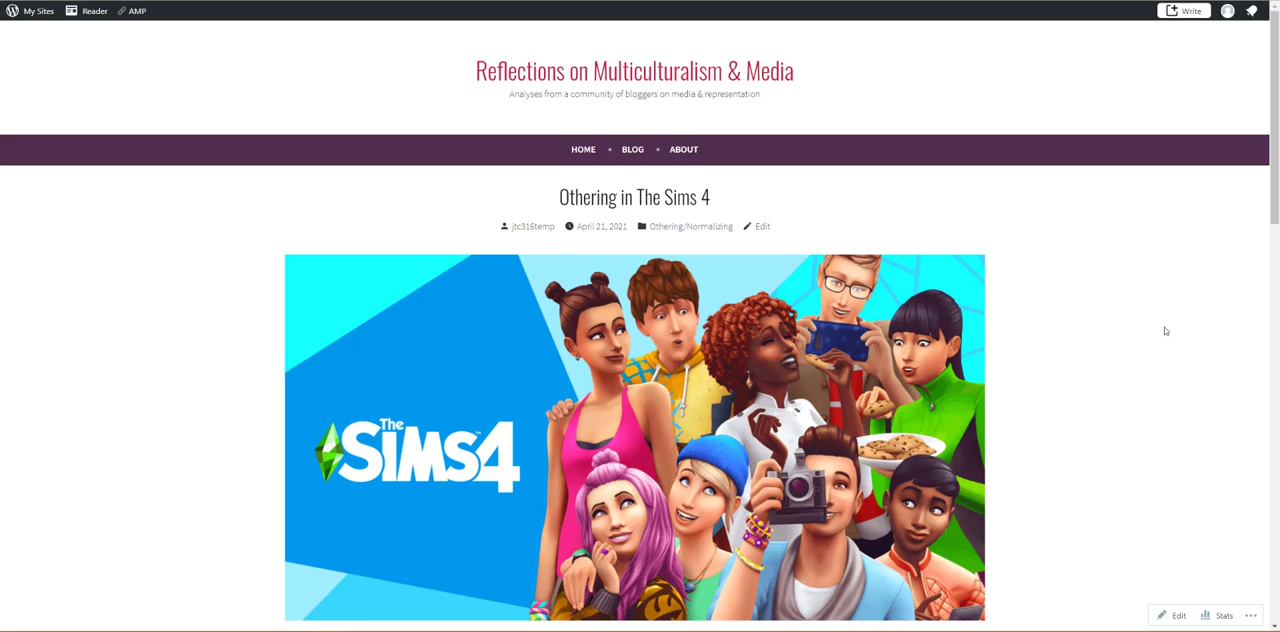 My Sites Reader AMP Write
Reflections on Multiculturalism & Media
Analyses from a community of bloggers on media & representation
HOME • BLOG • ABOUT
Othering in The Sims 4
jtc316temp April 21, 2021 Othering/Normalizing Edit
The
SiMS4
Edit Stats ...